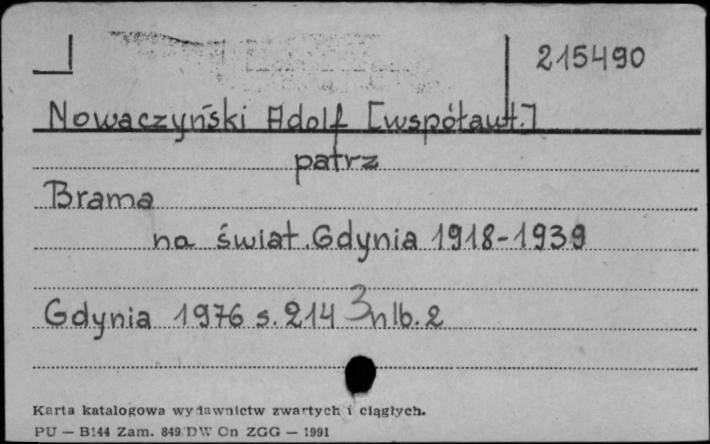 215490
Nowaczyński Adolf [współaut.]
patrz
Brama
na świat. Gdynia 1918-1939
Gdynia 1976 s. 214 3 nlb. 2
Karta katalogowa wydawnictw zwartych i ciągłych.
PU — B144 Zam. 849/DW Cn ZGG — 1991